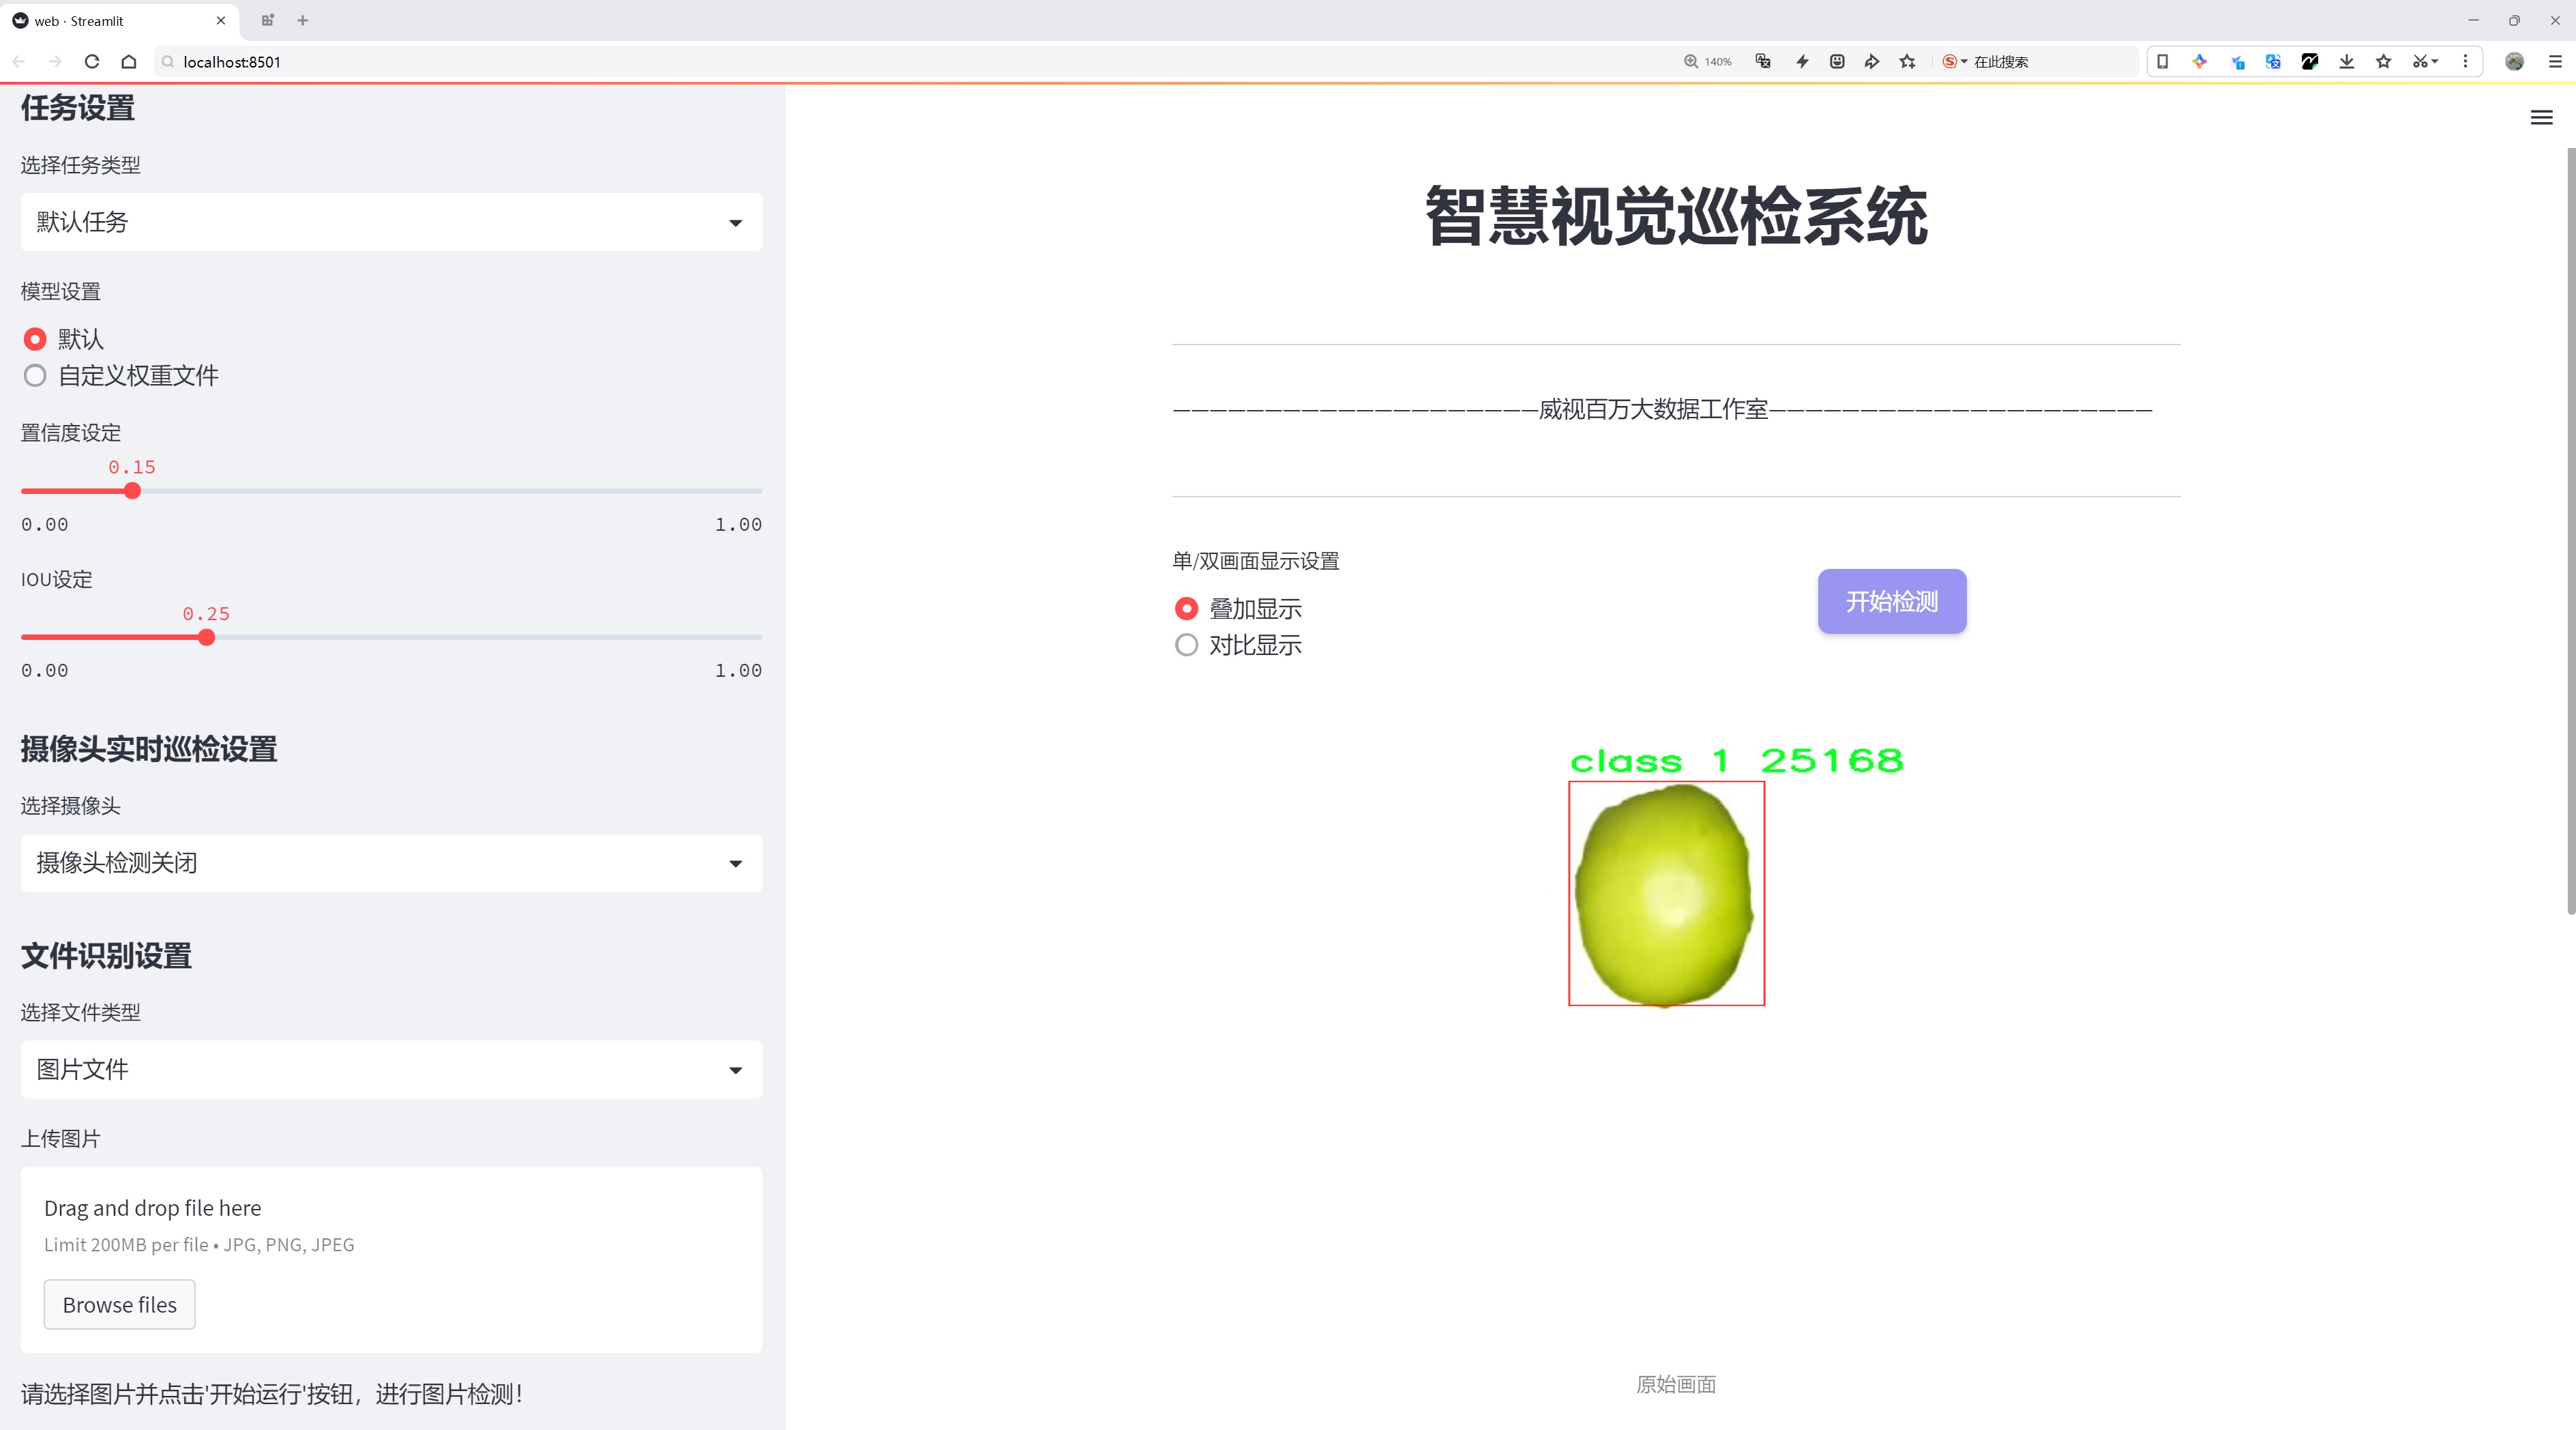 web · Streamlit
localhost:8501
140%
在此搜索
任务设置
选择任务类型
默认任务
模型设置
默认
自定义权重文件
置信度设定
0.15
0.00 1.00
IOU设定
0.25
0.00 1.00
摄像头实时巡检设置
选择摄像头
摄像头检测关闭
文件识别设置
选择文件类型
图片文件
上传图片
Drag and drop file here
Limit 200MB per file • JPG, PNG, JPEG
Browse files
请选择图片并点击'开始运行'按钮，进行图片检测！
智慧视觉巡检系统
—————————————————————威视百万大数据工作室—————————————————————
单/双画面显示设置
叠加显示
对比显示
开始检测
class 1 25168
原始画面